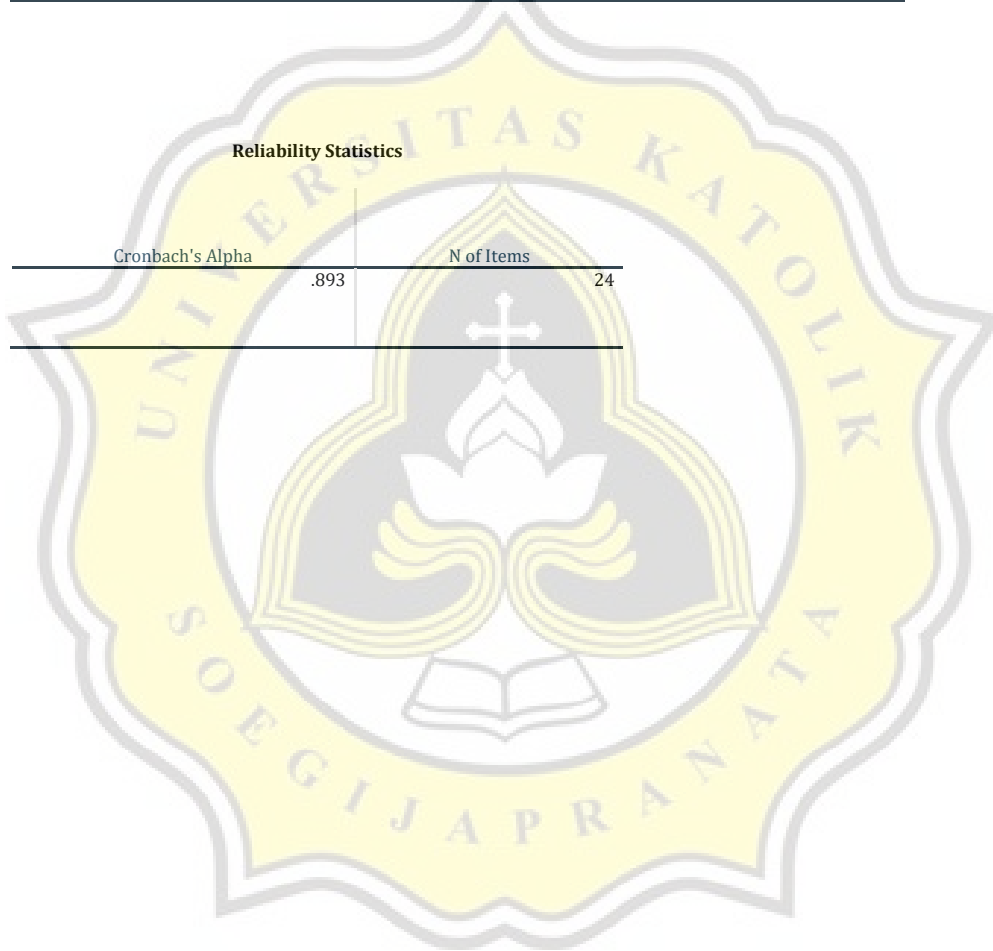 Reliability Statistics
Cronbach's Alpha N of Items
.893 24
UNIVERSITAS KATOLIK
SOEGIJAPRANATA